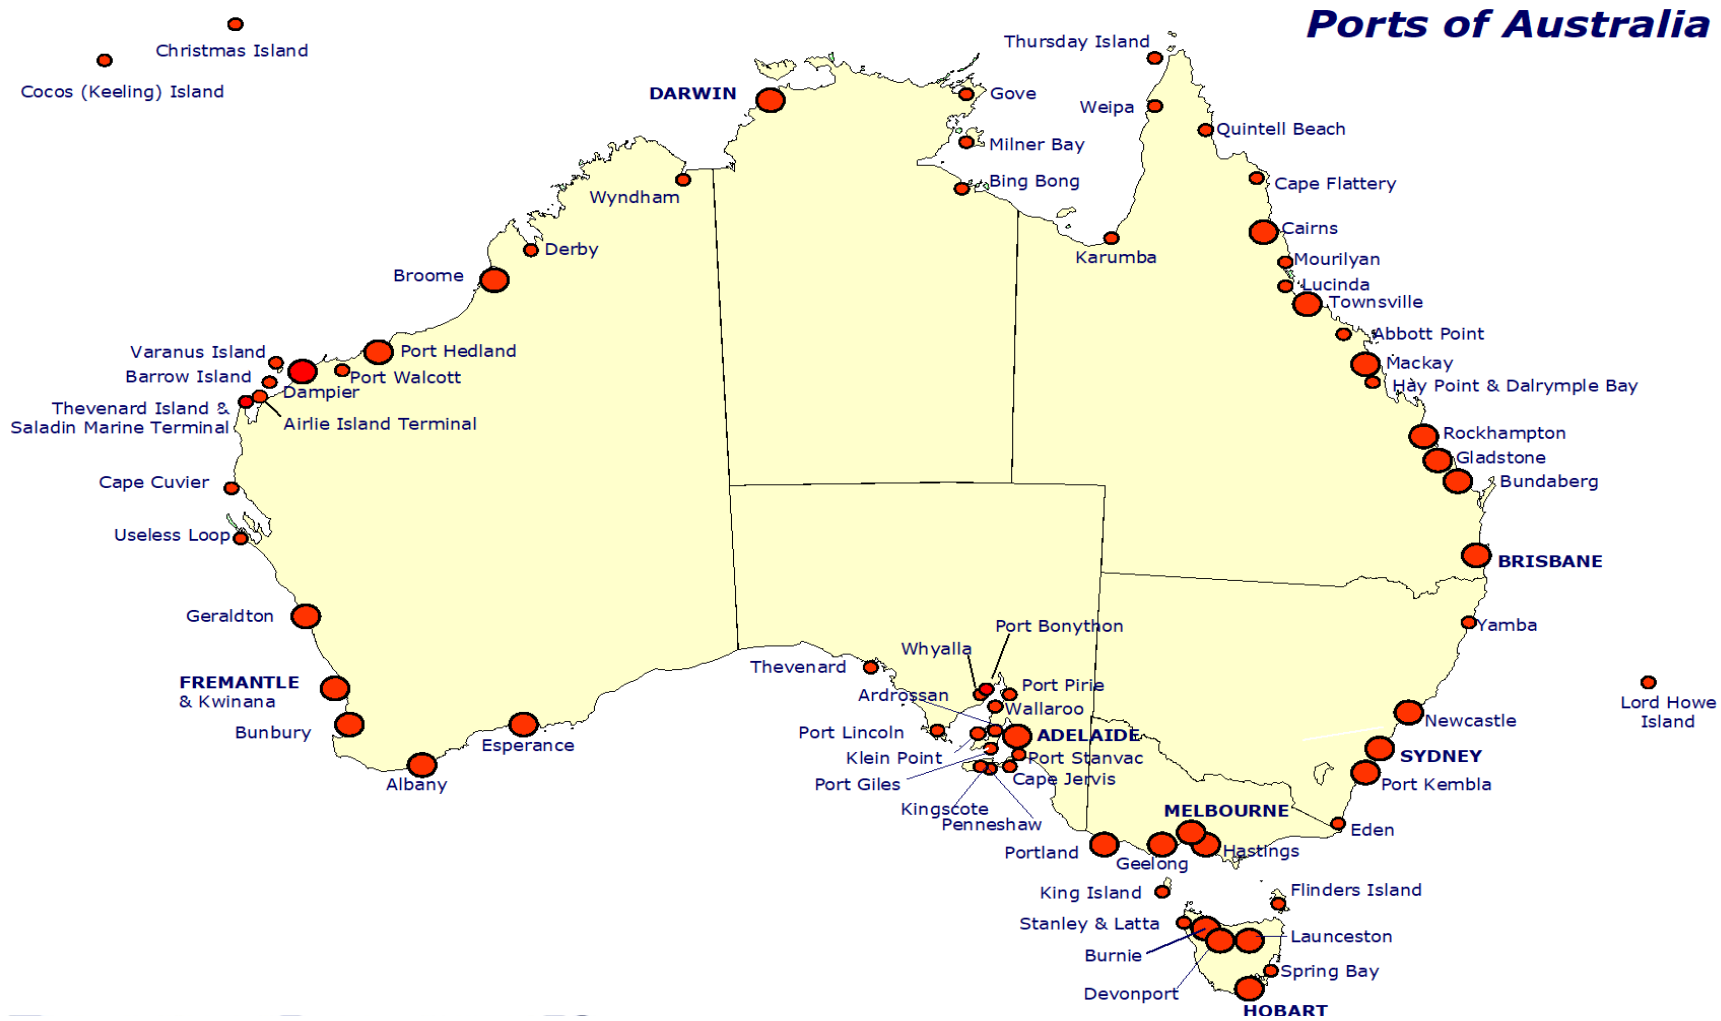 Ports of Australia
Christmas Island
Cocos (Keeling) Island
Thursday Island
DARWIN
Gove
Weipa
Quintell Beach
Milner Bay
Bing Bong
Cape Flattery
Wyndham
Cairns
Derby
Karumba
Mourilyan
Broome
Lucinda
Townsville
Abbott Point
Varanus Island
Port Hedland
Mackay
Barrow Island
Port Walcott
Hay Point & Dalrymple Bay
Dampier
Thevenard Island &
Saladin Marine Terminal
Airlie Island Terminal
Rockhampton
Gladstone
Cape Cuvier
Bundaberg
Useless Loop
BRISBANE
Geraldton
Port Bonython
Yamba
Whyalla
Thevenard
FREMANTLE
& Kwinana
Ardrossan
Port Pirie
Wallaroo
Lord Howe
Island
Newcastle
Bunbury
Port Lincoln
ADELAIDE
Esperance
Klein Point
Port Stanvac
SYDNEY
Albany
Port Giles
Cape Jervis
Port Kembla
Kingscote
Penneshaw
MELBOURNE
Eden
Portland
Geelong
Hastings
King Island
Flinders Island
Stanley & Latta
Launceston
Burnie
Spring Bay
Devonport
HOBART